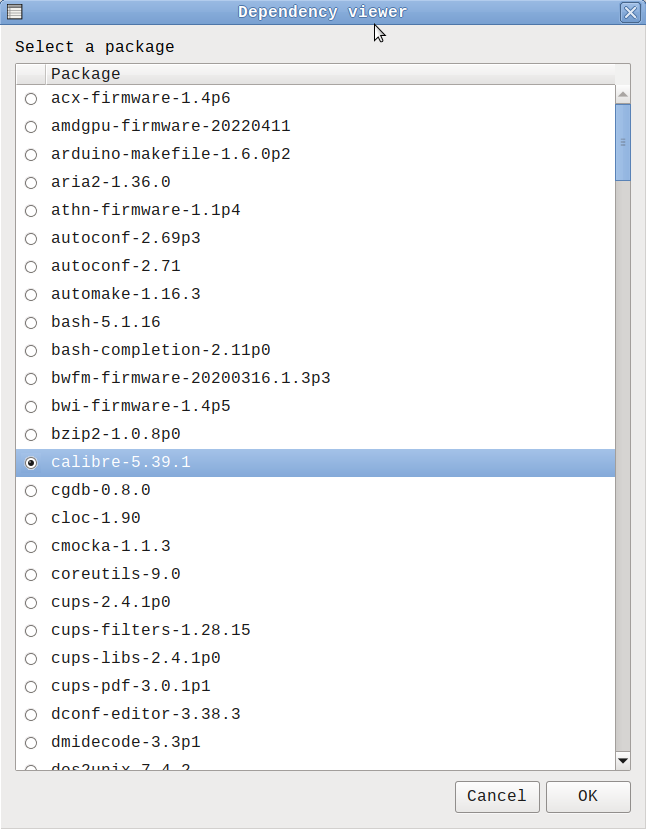 Dependency viewer
Select a package
Package
acx-firmware-1.4p6
amdgpu-firmware-20220411
arduino-makefile-1.6.0p2
aria2-1.36.0
athn-firmware-1.1p4
autoconf-2.69p3
autoconf-2.71
automake-1.16.3
bash-5.1.16
bash-completion-2.11p0
bwfm-firmware-20200316.1.3p3
bwi-firmware-1.4p5
bzip2-1.0.8p0
calibre-5.39.1
cgdb-0.8.0
cloc-1.90
cmocka-1.1.3
coreutils-9.0
cups-2.4.1p0
cups-filters-1.28.15
cups-libs-2.4.1p0
cups-pdf-3.0.1p1
dconf-editor-3.38.3
dmidecode-3.3p1
dos2unix-7.4.2
Cancel OK